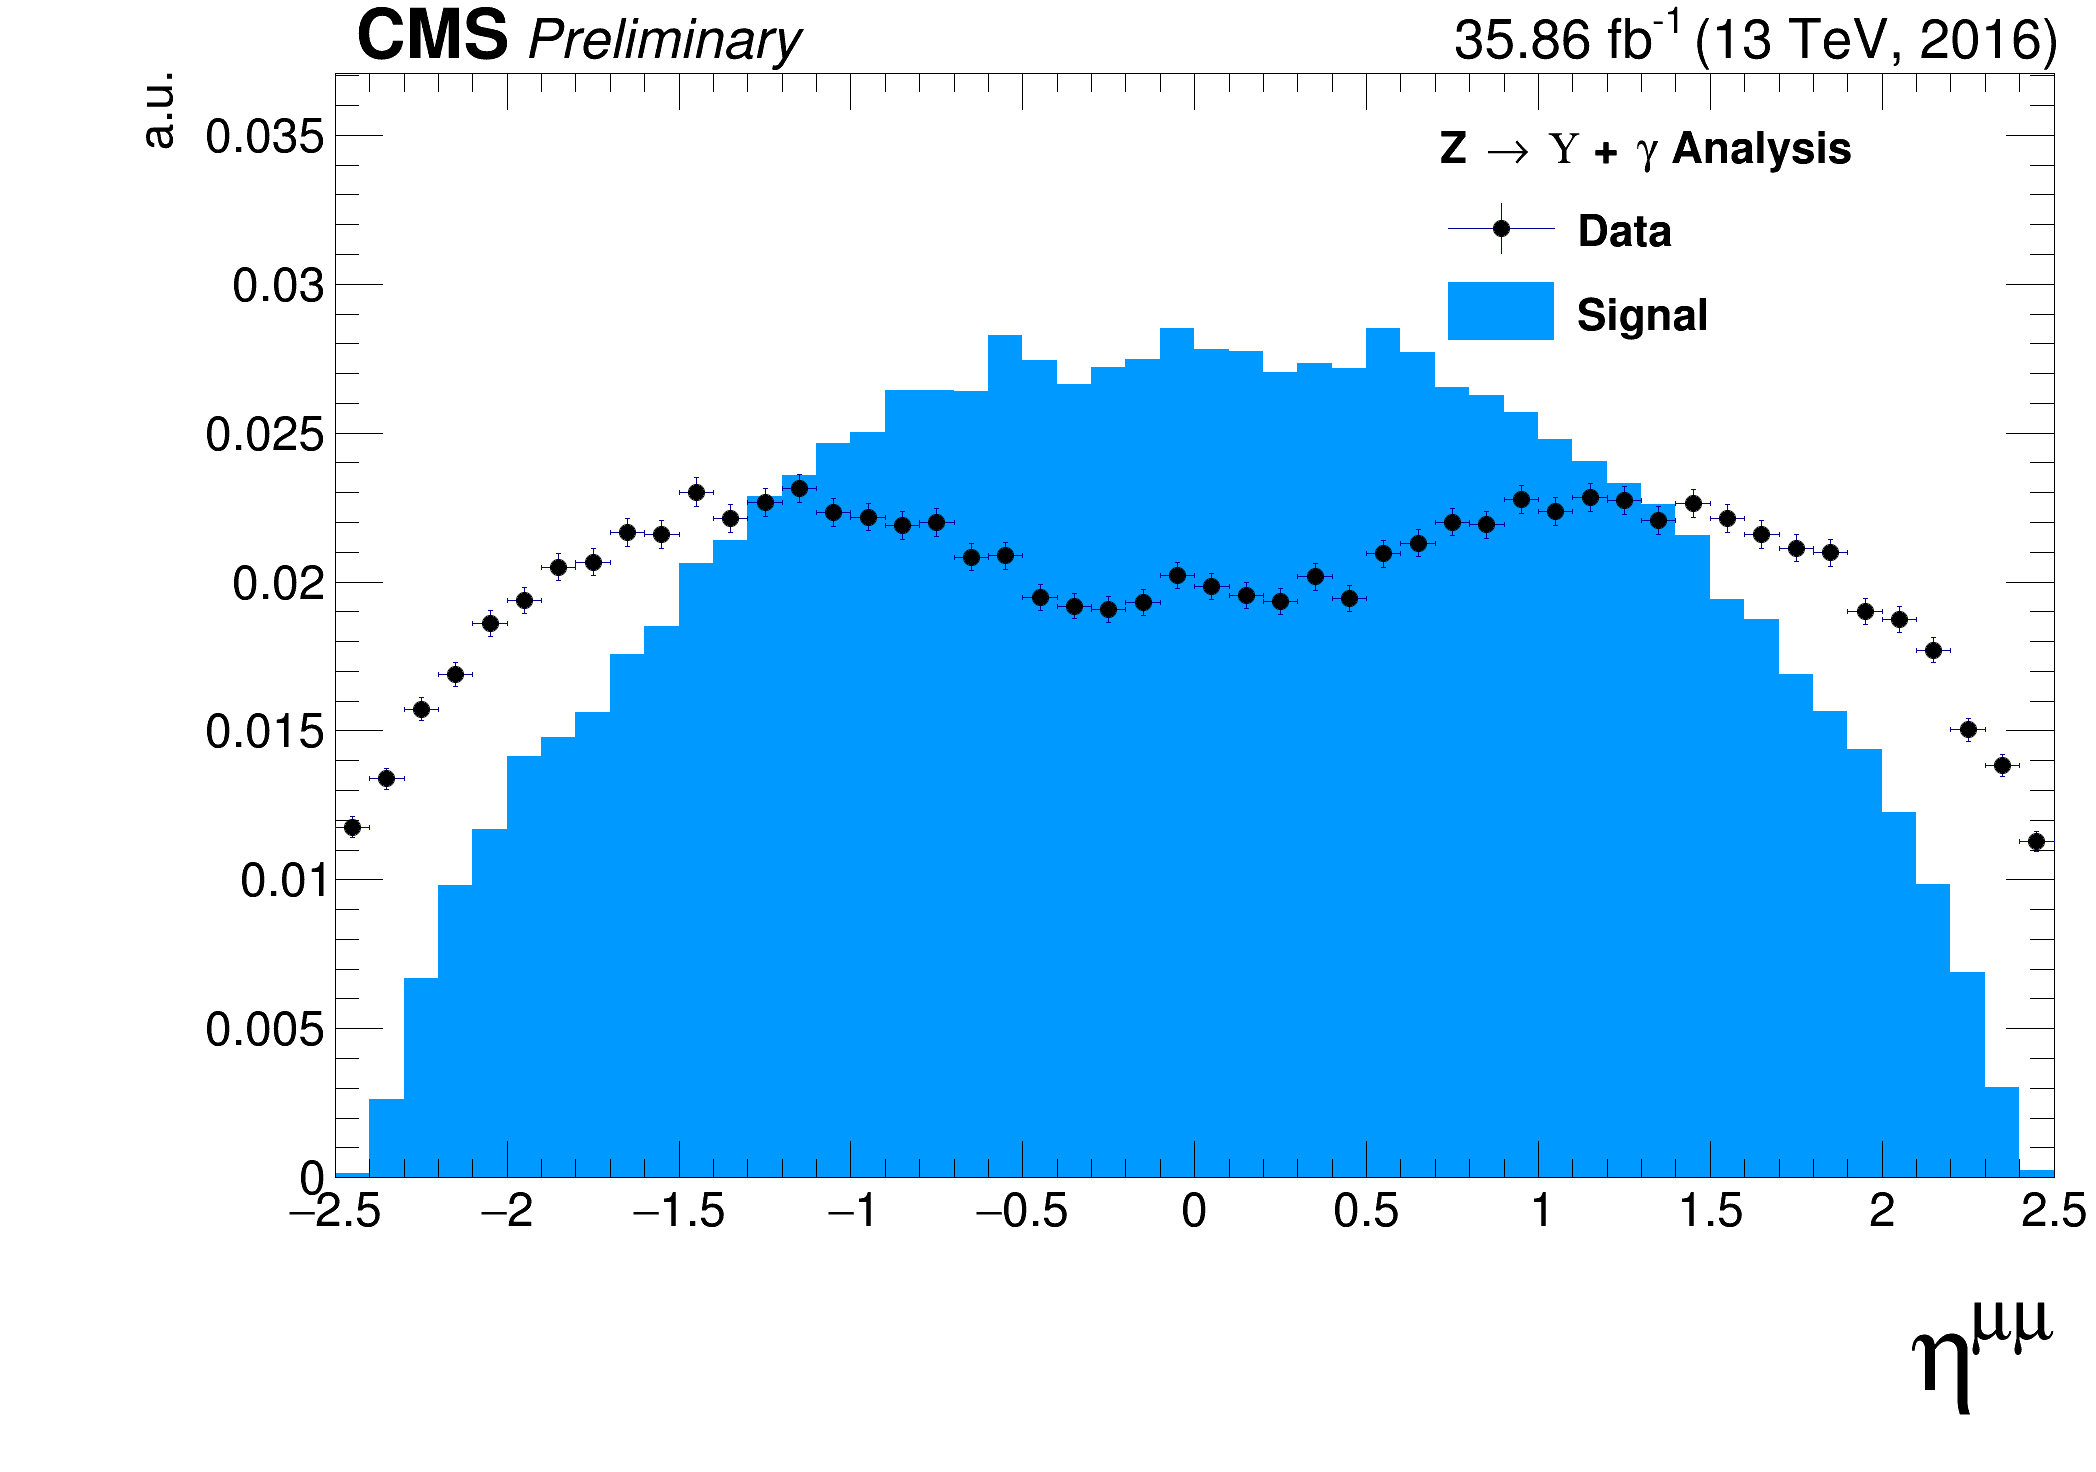 CMS Preliminary
35.86 fb⁻¹ (13 TeV, 2016)
a.u.
Z → ϒ + γ Analysis
Data
Signal
0.035
0.03
0.025
0.02
0.015
0.01
0.005
0
−2.5 −2 −1.5 −1 −0.5 0 0.5 1 1.5 2 2.5
η^μμ